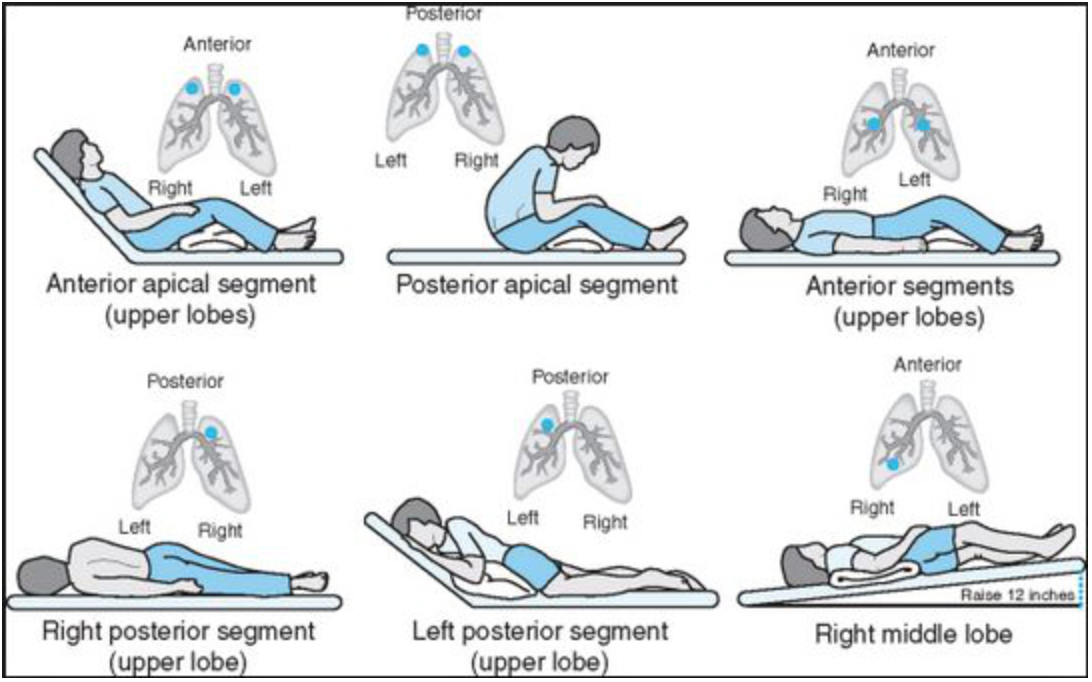 Anterior
Right
Left
Anterior apical segment
(upper lobes)
Posterior
Left
Right
Posterior apical segment
Anterior
Right
Left
Anterior segments
(upper lobes)
Posterior
Left
Right
Right posterior segment
(upper lobe)
Posterior
Left
Right
Left posterior segment
(upper lobe)
Anterior
Right
Left
Raise 12 inches
Right middle lobe